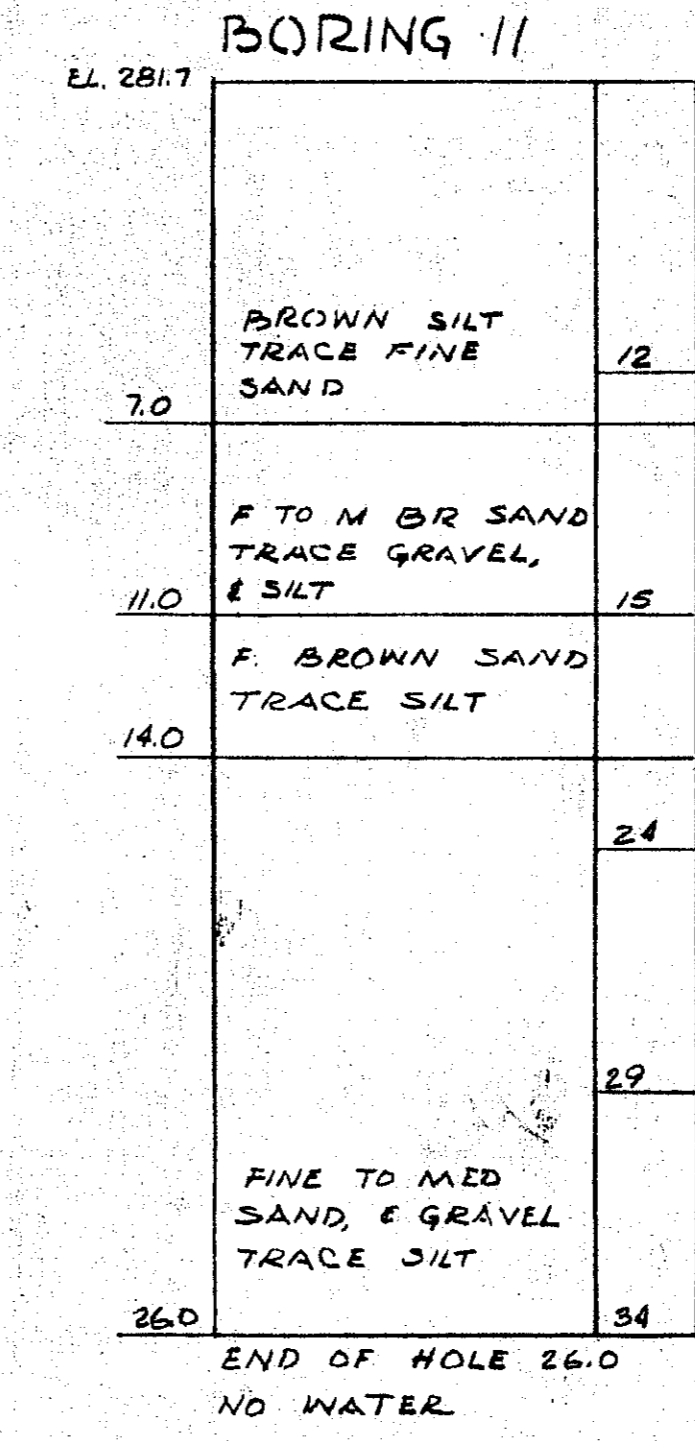 BORING 11
EL. 281.7
BROWN SILT
TRACE FINE
SAND
12
7.0
F TO M BR SAND
TRACE GRAVEL,
& SILT
11.0
15
F. BROWN SAND
TRACE SILT
14.0
24
29
FINE TO MED
SAND, & GRAVEL
TRACE SILT
26.0
34
END OF HOLE 26.0
NO WATER